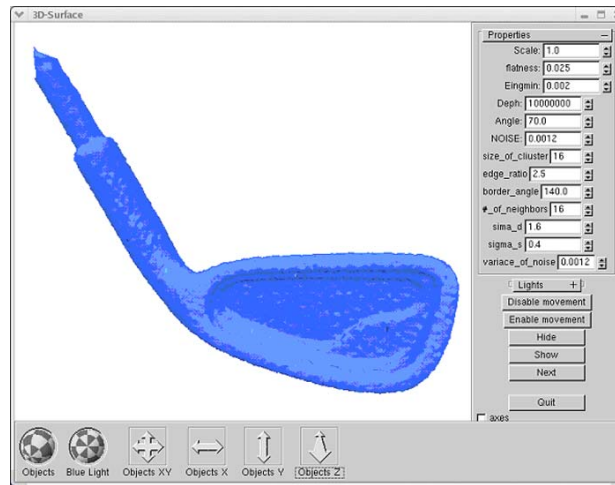 3D-Surface
Properties
Scale: 1.0
flatness: 0.025
Eingmin: 0.002
Deph: 10000000
Angle: 70.0
NOISE: 0.0012
size_of_cliuster 16
edge_ratio 2.5
border_angle 140.0
#_of_neighbors 16
sima_d 1.6
sigma_s 0.4
variace_of_noise 0.0012
Lights +
Disable movement
Enable movement
Hide
Show
Next
Quit
axes
Objects Blue Light Objects XY Objects X Objects Y Objects Z